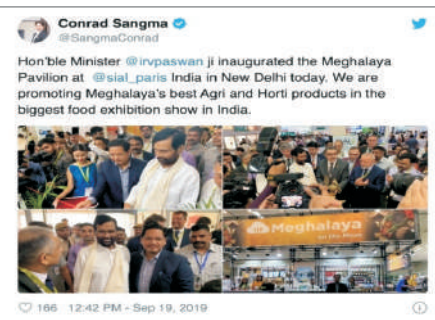 Conrad Sangma
@SangmaConrad
Hon'ble Minister @irvpaswan ji inaugurated the Meghalaya
Pavilion at @sial_paris India in New Delhi today. We are
promoting Meghalaya's best Agri and Horti products in the
biggest food exhibition show in India.
Meghalaya
166 12:42 PM - Sep 19, 2019